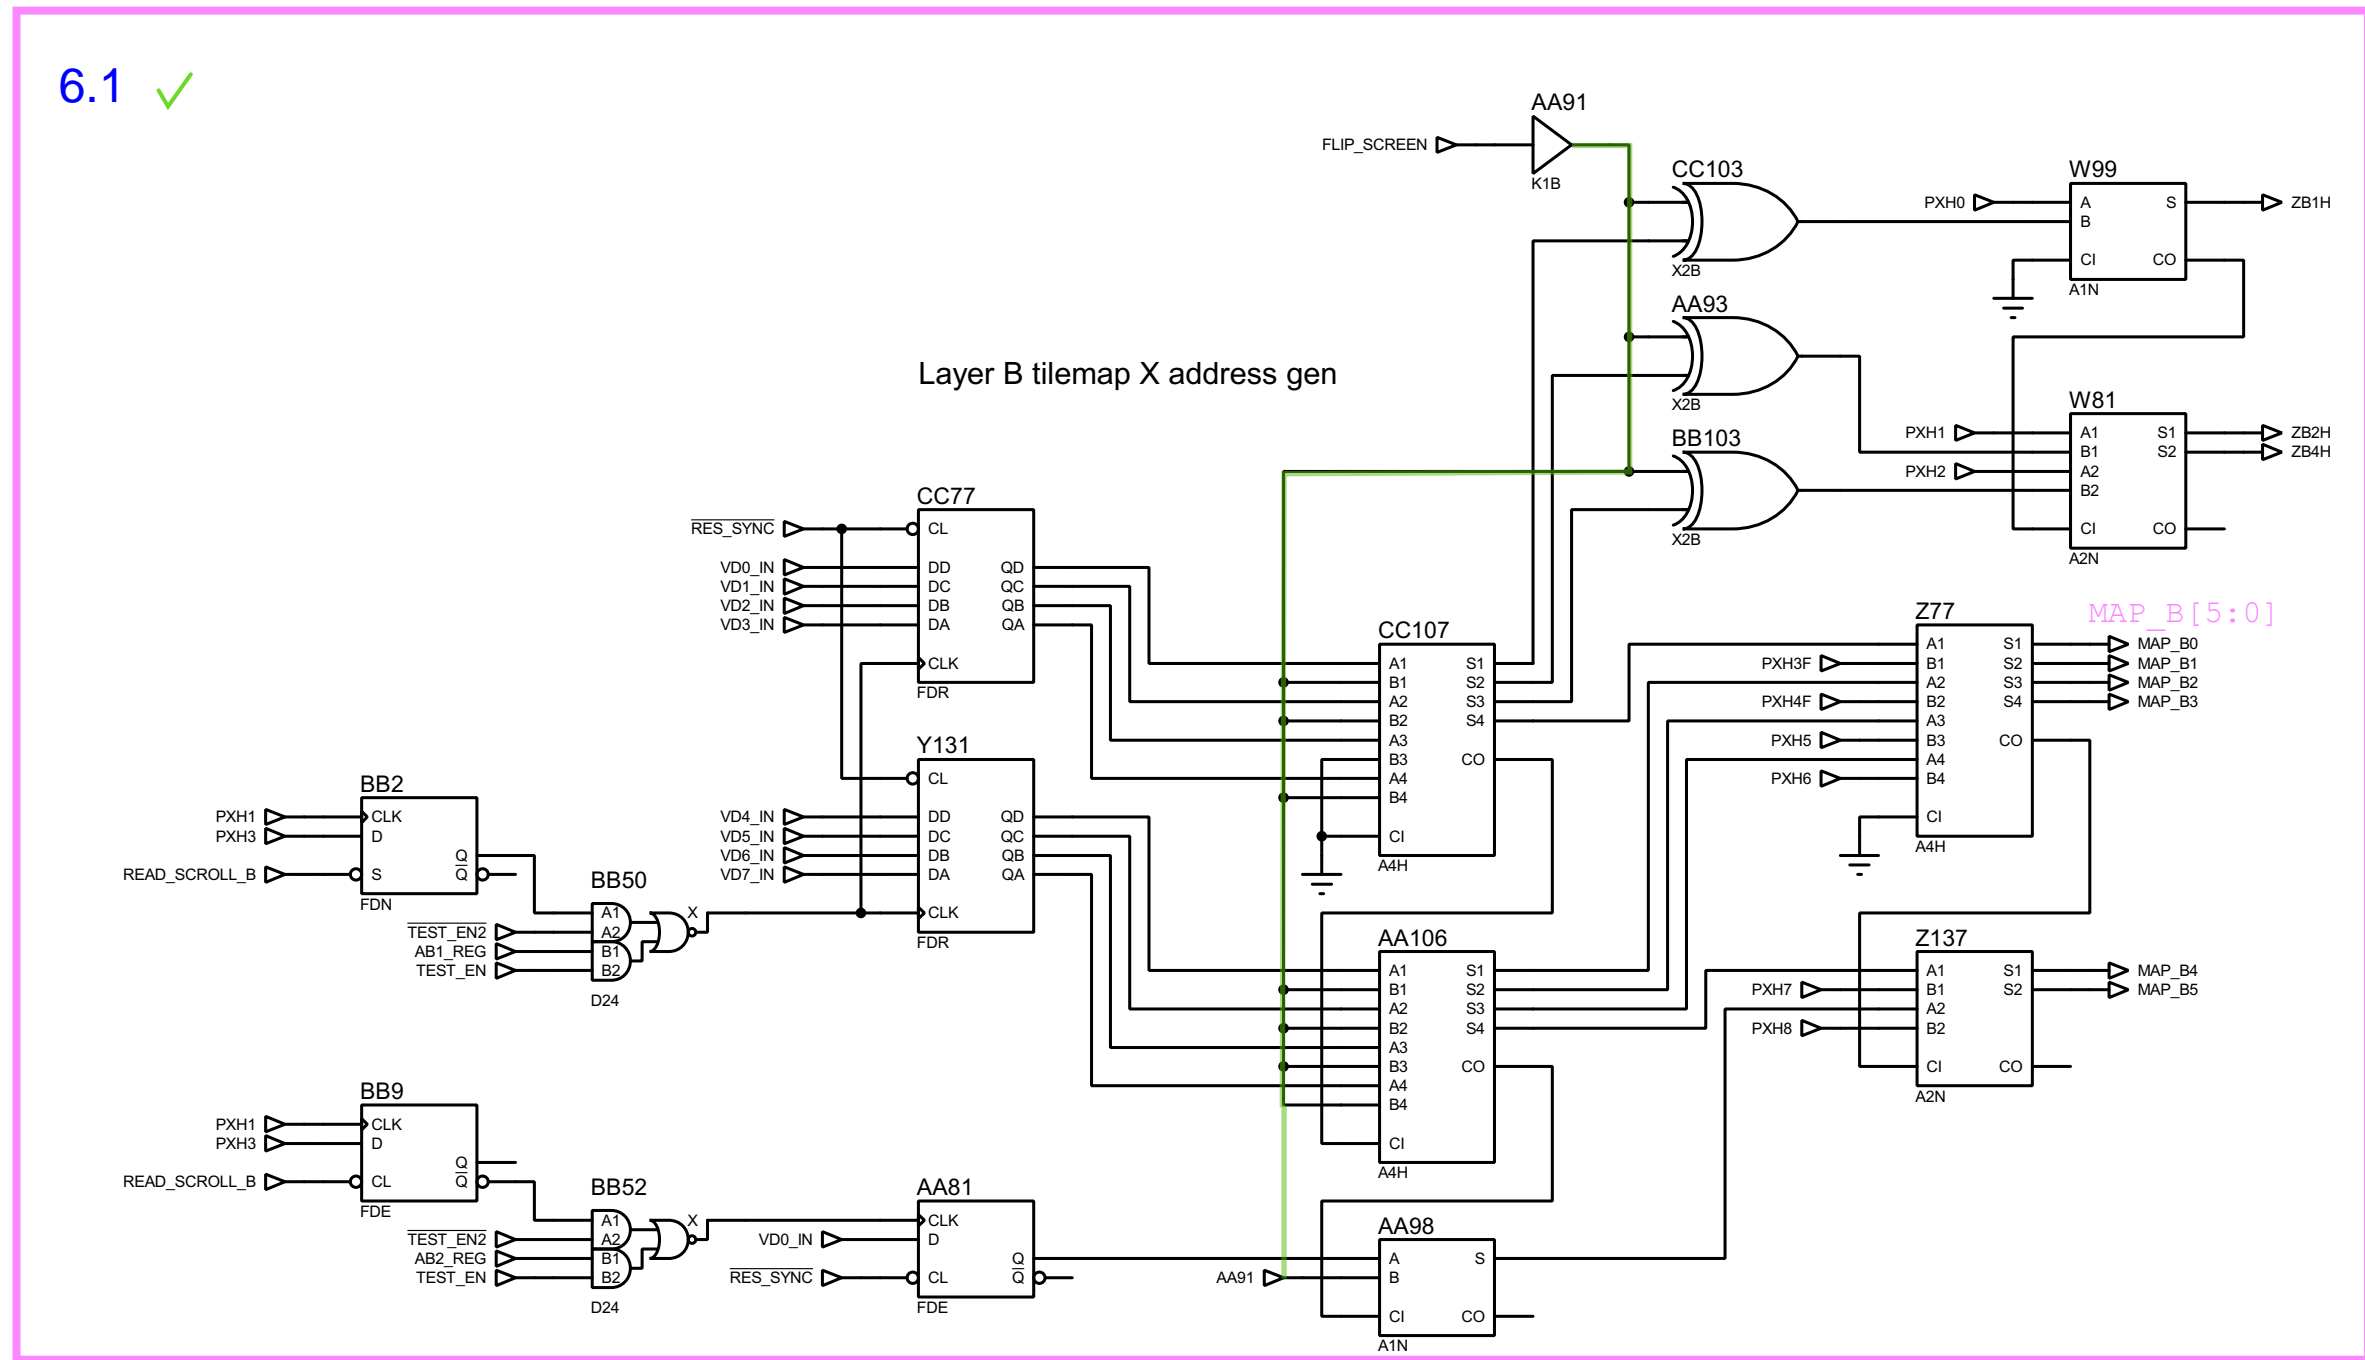 6.1
AA91
FLIP_SCREEN
K1B
CC103
X2B
W99
PXH0
A
B
CI
S
CO
ZB1H
A1N
AA93
X2B
Layer B tilemap X address gen
BB103
X2B
W81
PXH1
PXH2
A1
B1
A2
B2
CI
S1
S2
CO
ZB2H
ZB4H
A2N
CC77
RES_SYNC
VD0_IN
VD1_IN
VD2_IN
VD3_IN
CL
DD
DC
DB
DA
CLK
QD
QC
QB
QA
FDR
Y131
VD4_IN
VD5_IN
VD6_IN
VD7_IN
CL
DD
DC
DB
DA
CLK
QD
QC
QB
QA
FDR
CC107
A1
B1
A2
B2
A3
B3
A4
B4
CI
S1
S2
S3
S4
CO
A4H
MAP_B[5:0]
Z77
PXH3F
PXH4F
PXH5
PXH6
A1
B1
A2
B2
A3
B3
A4
B4
CI
S1
S2
S3
S4
CO
MAP_B0
MAP_B1
MAP_B2
MAP_B3
A4H
BB2
PXH1
PXH3
READ_SCROLL_B
CLK
D
S
Q
Q
FDN
BB50
TEST_EN2
AB1_REG
TEST_EN
A1
A2
B1
B2
X
D24
AA106
A1
B1
A2
B2
A3
B3
A4
B4
CI
S1
S2
S3
S4
CO
A4H
Z137
PXH7
PXH8
A1
B1
A2
B2
CI
S1
S2
CO
MAP_B4
MAP_B5
A2N
BB9
PXH1
PXH3
READ_SCROLL_B
CLK
D
CL
Q
Q
FDE
BB52
TEST_EN2
AB2_REG
TEST_EN
A1
A2
B1
B2
X
D24
AA81
VD0_IN
RES_SYNC
CLK
D
CL
Q
Q
FDE
AA98
AA91
A
B
CI
S
CO
A1N